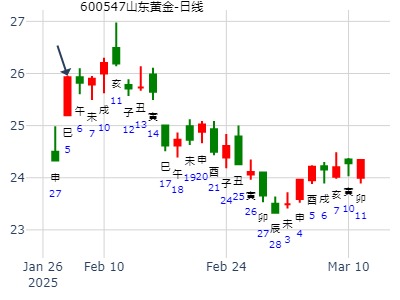 600547山东黄金-日线
27
26
25
24
23
申
27
巳
5
午
6
未
7
戌
10
亥
11
子
12
丑
13
寅
14
巳
17
午
18
未
19
申
20
酉
21
子
24
丑
25
寅
26
卯
27
辰
28
未
3
申
4
酉
5
戌
6
亥
7
寅
10
卯
11
Jan 26
2025
Feb 10
Feb 24
Mar 10